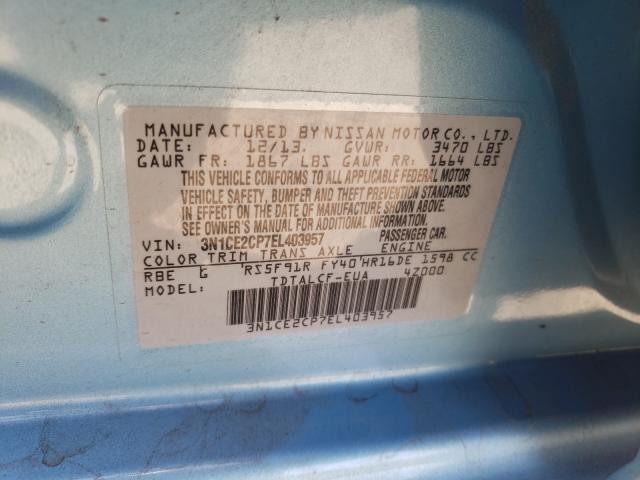 MANUFACTURED BY NISSAN MOTOR CO., LTD.
DATE: 12/13. GVWR: 3470 LBS
GAWR FR: 1867 LBS GAWR RR: 1664 LBS
THIS VEHICLE CONFORMS TO ALL APPLICABLE FEDERAL MOTOR
VEHICLE SAFETY, BUMPER AND THEFT PREVENTION STANDARDS
IN EFFECT ON THE DATE OF MANUFACTURE SHOWN ABOVE.
SEE OWNER'S MANUAL FOR ADDITIONAL INFORMATION.
VIN: 3N1CE2CP7EL403957 PASSENGER CAR.
COLOR TRIM TRANS AXLE ENGINE
RBE RS5F91R FY40 HR16DE 1598 CC
MODEL: TDTALCF-EUA 42000
3N1CE2CP7EL403957